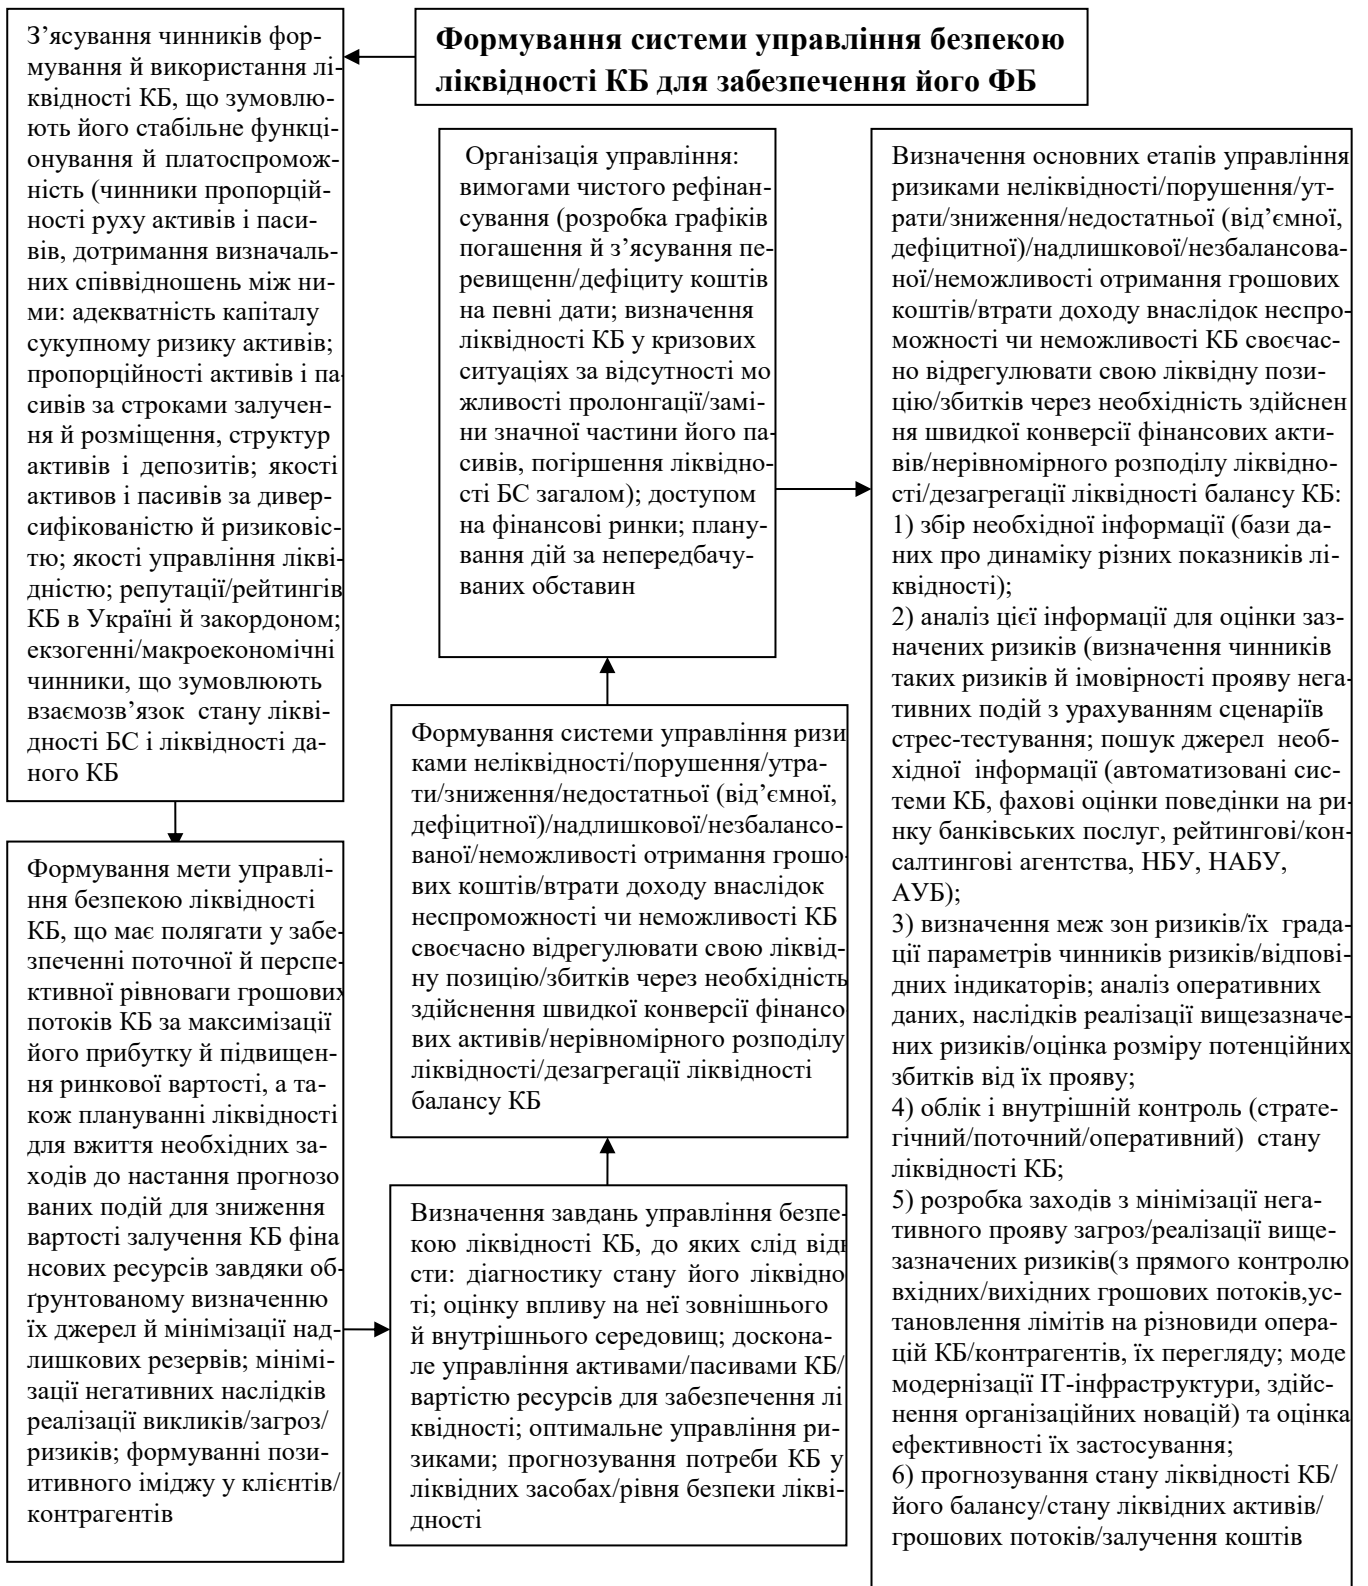 Формування системи управління безпекою
ліквідності КБ для забезпечення його ФБ
З’ясування чинників фор-
мування й використання лі-
квідності КБ, що зумовлю-
ють його стабільне функці-
онування й платоспромож-
ність (чинники пропорцій-
ності руху активів і паси-
вів, дотримання визначаль-
них співвідношень між ни-
ми: адекватність капіталу
сукупному ризику активів;
пропорційності активів і па-
сивів за строками залучен-
ня й розміщення, структур
активів і депозитів; якості
активов і пасивів за дивер-
сифікованістю й ризиковіс-
тю; якості управління лікві-
дністю; репутації/рейтингів
КБ в Україні й закордоном;
екзогенні/макроекономічні
чинники, що зумовлюють
взаємозв’язок стану лікві-
дності БС і ліквідності да-
ного КБ
Формування мети управлі-
ння безпекою ліквідності
КБ, що має полягати у забе-
зпеченні поточної й перспе-
ктивної рівноваги грошових
потоків КБ за максимізації
його прибутку й підвищен-
ня ринкової вартості, а та-
кож плануванні ліквідності
для вжиття необхідних за-
ходів до настання прогнозо
ваних подій для зниження
вартості залучення КБ фіна
нсових ресурсів завдяки об-
ґрунтованому визначенню
їх джерел й мінімізації над-
лишкових резервів; мінімі-
зації негативних наслідків
реалізації викликів/загроз/
ризиків; формуванні поз-
итивного іміджу у клієнтів/
контрагентів
Визначення завдань управління безпе-
кою ліквідності КБ, до яких слід відн
сти: діагностику стану його ліквідно
ті; оцінку впливу на неї зовнішнього
й внутрішнього середовищ; доскона-
ле управління активами/пасивами КБ/
вартістю ресурсів для забезпечення лі
квідності; оптимальне управління ри-
зиками; прогнозування потреби КБ у
ліквідних засобах/рівня безпеки лікві-
дності
Формування системи управління ризи
ками неліквідності/порушення/утра-
ти/зниження/недостатньої (від’ємної,
дефіцитної)/надлишкової/незбалансо-
ваної/неможливості отримання грошо
вих коштів/втрати доходу внаслідок
неспроможності чи неможливості КБ
своєчасно відрегулювати свою ліквід-
ну позицію/збитків через необхідність
здійснення швидкої конверсії фінансо
вих активів/нерівномірного розподілу
ліквідності/дезагрегації ліквідності
балансу КБ
Організація управління:
вимогами чистого рефінан-
сування (розробка графіків
погашення й з’ясування пе-
ревищенн/дефіциту коштів
на певні дати; визначення
ліквідності КБ у кризових
ситуаціях за відсутності мо
жливості пролонгації/замі-
ни значної частини його па-
сивів, погіршення ліквідно-
сті БС загалом); доступом
на фінансові ринки; плану-
вання дій за непередбачу-
ваних обставин
Визначення основних етапів управління
ризиками неліквідності/порушення/ут-
рати/зниження/недостатньої (від’ємної,
дефіцитної)/надлишкової/незбалансова-
ної/неможливості отримання грошових
коштів/втрати доходу внаслідок неспро-
можності чи неможливості КБ своєчас-
но відрегулювати свою ліквідну пози-
цію/збитків через необхідність здійснен
ня швидкої конверсії фінансових акти-
вів/нерівномірного розподілу ліквідно-
сті/дезагрегації ліквідності балансу КБ:
1) збір необхідної інформації (бази да-
них про динаміку різних показників лі-
квідності);
2) аналіз цієї інформації для оцінки заз-
начених ризиків (визначення чинників
таких ризиків й імовірності прояву нега-
тивних подій з урахуванням сценаріїв
стрес-тестування; пошук джерел необ-
хідної інформації (автоматизовані сис-
теми КБ, фахові оцінки поведінки на ри-
нку банківських послуг, рейтингові/кон-
салтингові агентства, НБУ, НАБУ,
АУБ);
3) визначення меж зон ризиків/їх града-
ції параметрів чинників ризиків/відпові-
дних індикаторів; аналіз оперативних
даних, наслідків реалізації вищезазначе-
них ризиків/оцінка розміру потенційних
збитків від їх прояву;
4) облік і внутрішній контроль (страте-
гічний/поточний/оперативний) стану
ліквідності КБ;
5) розробка заходів з мінімізації нега-
тивного прояву загроз/реалізації вище-
зазначених ризиків(з прямого контролю
вхідних/вихідних грошових потоків,ус-
тановлення лімітів на різновиди опера-
цій КБ/контрагентів, їх перегляду; моде
модернізації ІТ-інфраструктури, здійс-
нення організаційних новацій) та оцінка
ефективності їх застосування;
6) прогнозування стану ліквідності КБ/
його балансу/стану ліквідних активів/
грошових потоків/залучення коштів